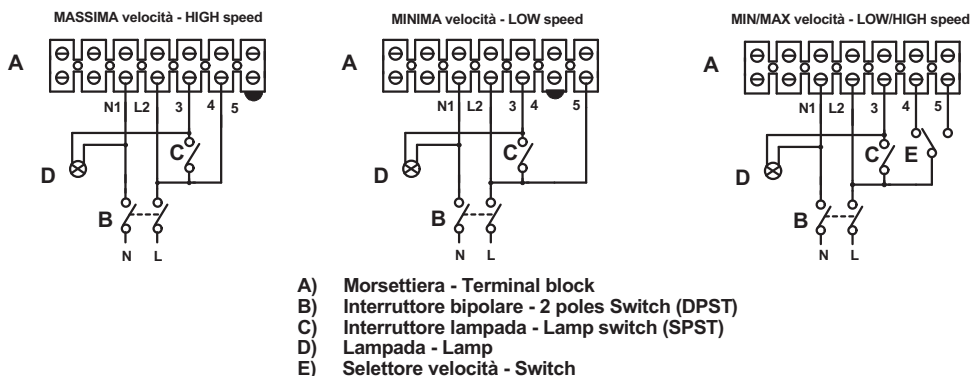 MASSIMA velocità - HIGH speed
A
N1 L2 3 4 5
C
D
B
N L
MINIMA velocità - LOW speed
A
N1 L2 3 4 5
C
D
B
N L
MIN/MAX velocità - LOW/HIGH speed
A
N1 L2 3 4 5
C E
D
B
N L
A) Morsettiera - Terminal block
B) Interruttore bipolare - 2 poles Switch (DPST)
C) Interruttore lampada - Lamp switch (SPST)
D) Lampada - Lamp
E) Selettore velocità - Switch